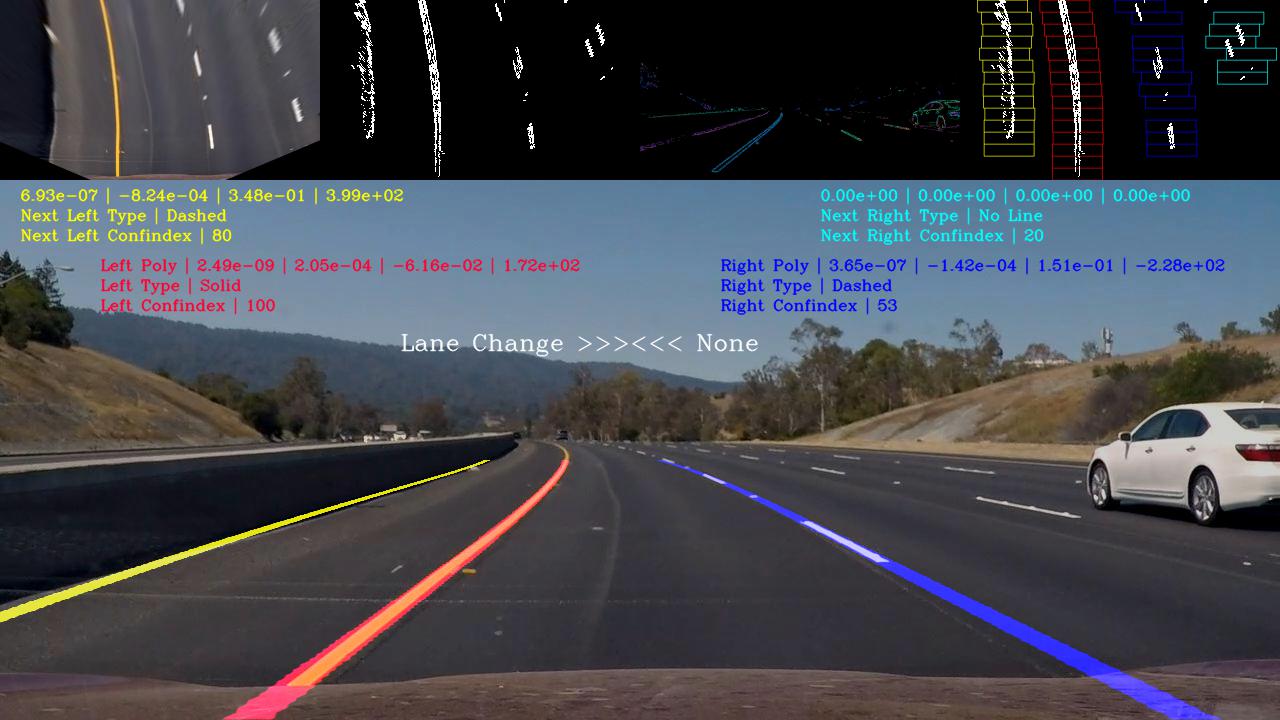 6.93e-07 | -8.24e-04 | 3.48e-01 | 3.99e+02
Next Left Type | Dashed
Next Left Confindex | 80
0.00e+00 | 0.00e+00 | 0.00e+00 | 0.00e+00
Next Right Type | No Line
Next Right Confindex | 20
Left Poly | 2.49e-09 | 2.05e-04 | -6.16e-02 | 1.72e+02
Left Type | Solid
Left Confindex | 100
Right Poly | 3.65e-07 | -1.42e-04 | 1.51e-01 | -2.28e+02
Right Type | Dashed
Right Confindex | 53
Lane Change >>><<< None